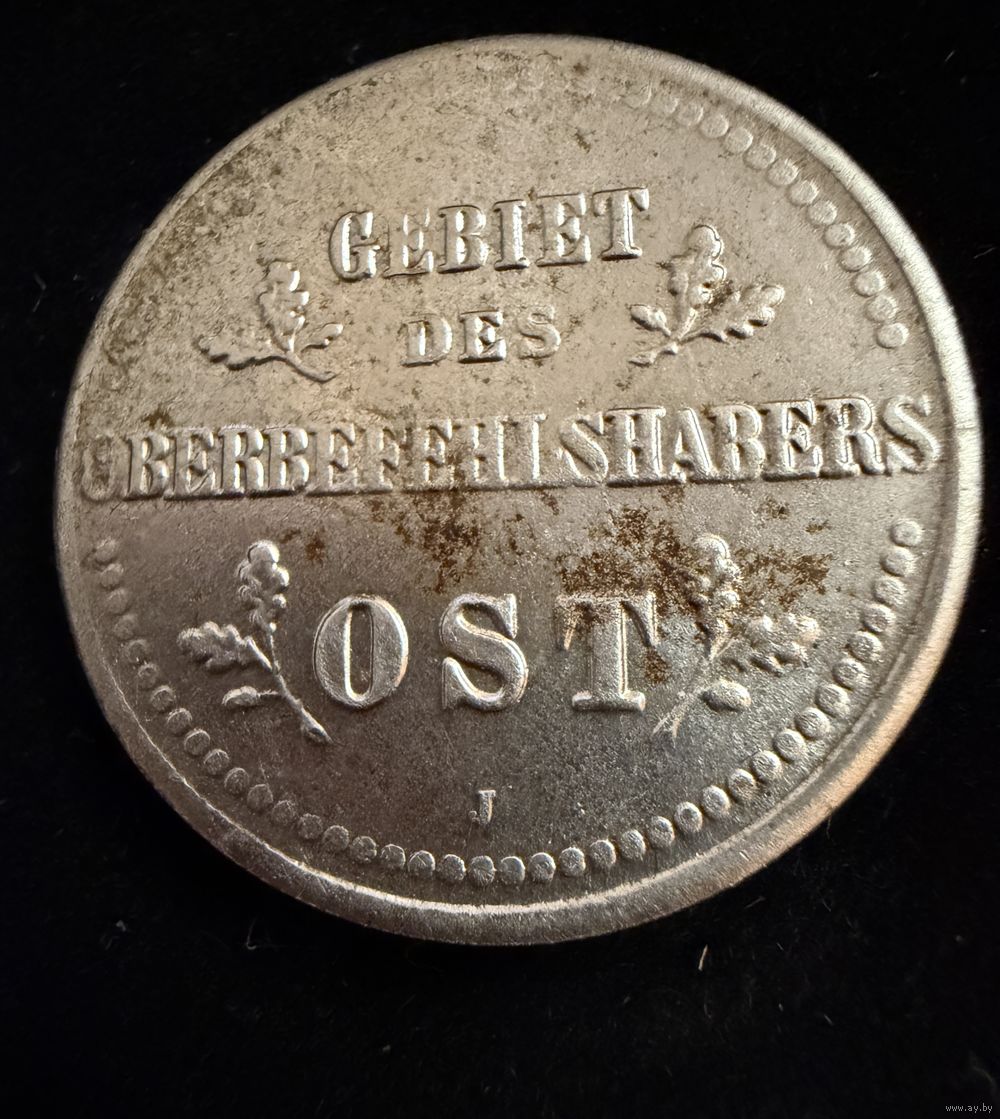 GEBIET
DES
OBERBEFEHLSHABERS
OST
J
www.ay.by